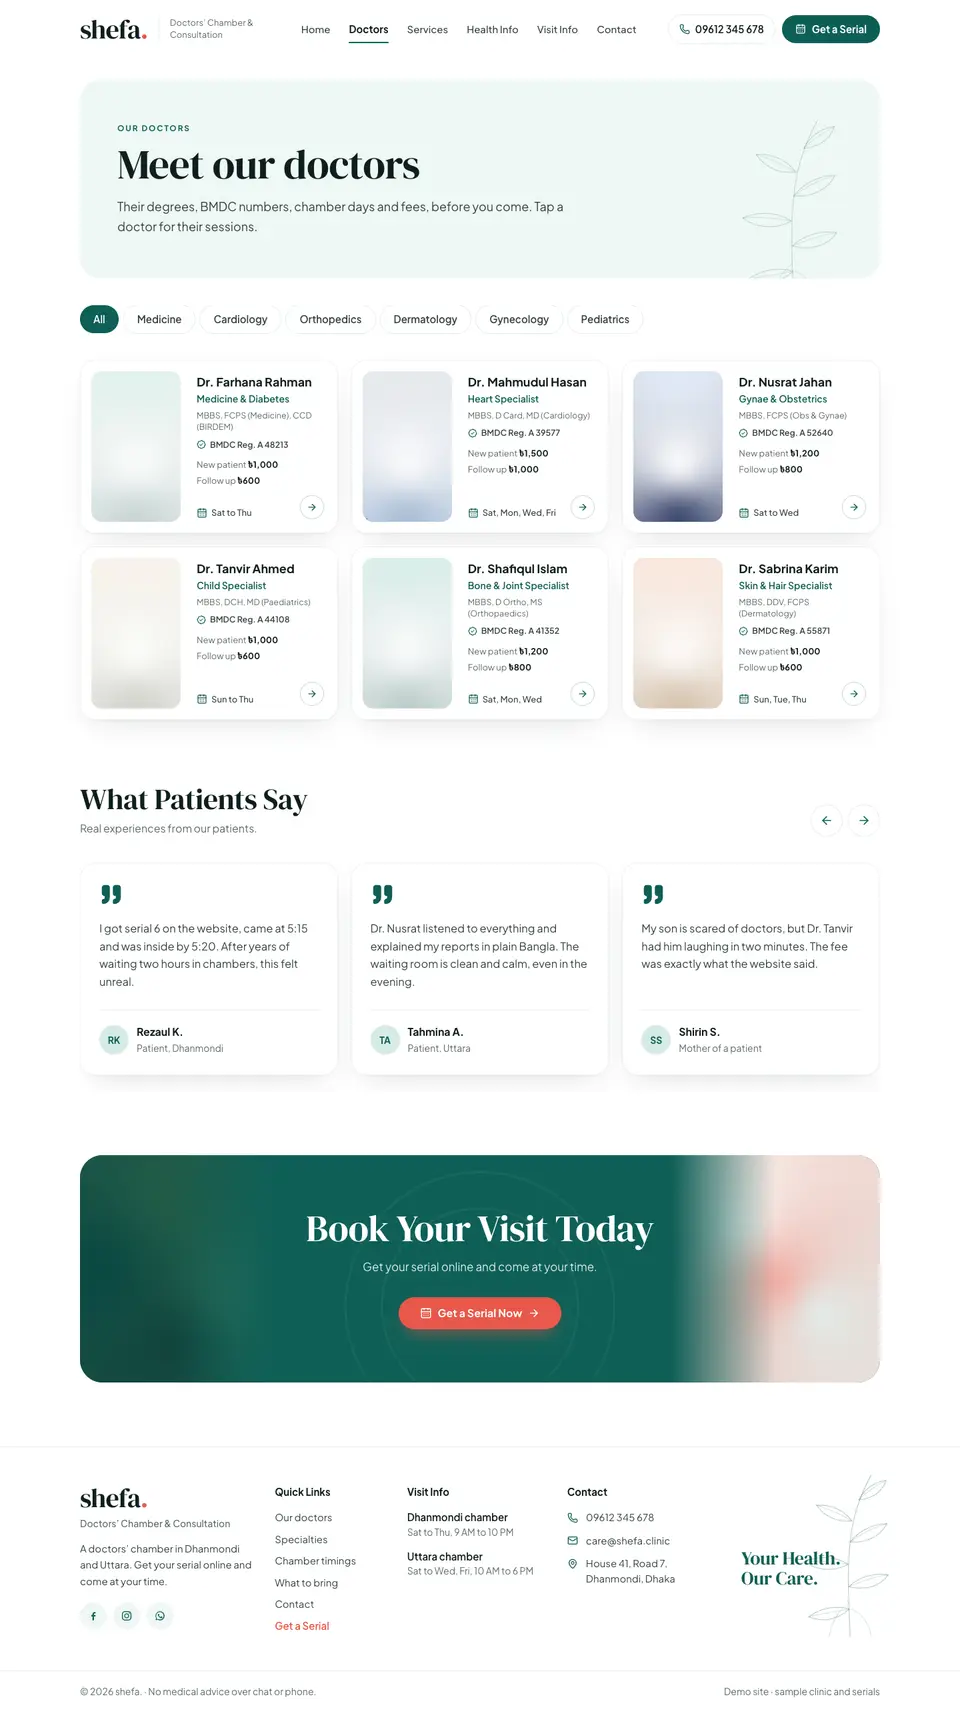 shefa.
Doctors' Chamber &
Consultation
Home
Doctors
Services
Health Info
Visit Info
Contact
09612 345 678
Get a Serial
OUR DOCTORS
Meet our doctors
Their degrees, BMDC numbers, chamber days and fees, before you come. Tap a
doctor for their sessions.
All
Medicine
Cardiology
Orthopedics
Dermatology
Gynecology
Pediatrics
Dr. Farhana Rahman
Medicine & Diabetes
MBBS, FCPS (Medicine), CCD
(BIRDEM)
BMDC Reg. A 48213
New patient ৳1,000
Follow up ৳600
Sat to Thu
Dr. Mahmudul Hasan
Heart Specialist
MBBS, D Card, MD (Cardiology)
BMDC Reg. A 39577
New patient ৳1,500
Follow up ৳1,000
Sat, Mon, Wed, Fri
Dr. Nusrat Jahan
Gynae & Obstetrics
MBBS, FCPS (Obs & Gynae)
BMDC Reg. A 52640
New patient ৳1,200
Follow up ৳800
Sat to Wed
Dr. Tanvir Ahmed
Child Specialist
MBBS, DCH, MD (Paediatrics)
BMDC Reg. A 44108
New patient ৳1,000
Follow up ৳600
Sun to Thu
Dr. Shafiqul Islam
Bone & Joint Specialist
MBBS, D Ortho, MS
(Orthopaedics)
BMDC Reg. A 41352
New patient ৳1,200
Follow up ৳800
Sat, Mon, Wed
Dr. Sabrina Karim
Skin & Hair Specialist
MBBS, DDV, FCPS
(Dermatology)
BMDC Reg. A 55871
New patient ৳1,000
Follow up ৳600
Sun, Tue, Thu
What Patients Say
Real experiences from our patients.
I got serial 6 on the website, came at 5:15
and was inside by 5:20. After years of
waiting two hours in chambers, this felt
unreal.
RK
Rezaul K.
Patient, Dhanmondi
Dr. Nusrat listened to everything and
explained my reports in plain Bangla. The
waiting room is clean and calm, even in the
evening.
TA
Tahmina A.
Patient, Uttara
My son is scared of doctors, but Dr. Tanvir
had him laughing in two minutes. The fee
was exactly what the website said.
SS
Shirin S.
Mother of a patient
Book Your Visit Today
Get your serial online and come at your time.
Get a Serial Now
shefa.
Doctors' Chamber & Consultation
A doctors' chamber in Dhanmondi
and Uttara. Get your serial online and
come at your time.
Quick Links
Our doctors
Specialties
Chamber timings
What to bring
Contact
Get a Serial
Visit Info
Dhanmondi chamber
Sat to Thu, 9 AM to 10 PM
Uttara chamber
Sat to Wed, Fri, 10 AM to 6 PM
Contact
09612 345 678
care@shefa.clinic
House 41, Road 7,
Dhanmondi, Dhaka
Your Health.
Our Care.
© 2026 shefa. · No medical advice over chat or phone.
Demo site · sample clinic and serials